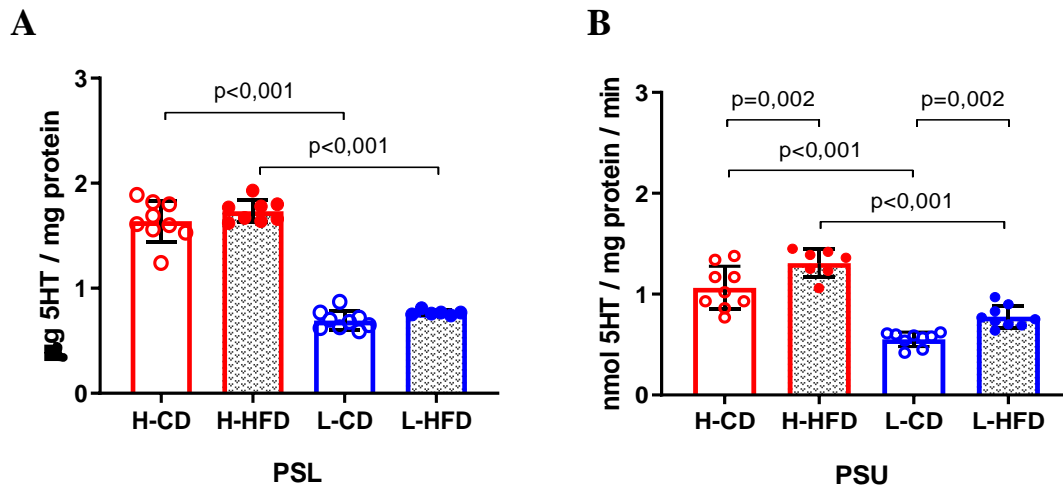 A
B
3
2
1
0
g 5HT / mg protein
p<0,001
p<0,001
H-CD H-HFD L-CD L-HFD
PSL
3
2
1
0
nmol 5HT / mg protein / min
p=0,002 p=0,002
p<0,001
p<0,001
H-CD H-HFD L-CD L-HFD
PSU